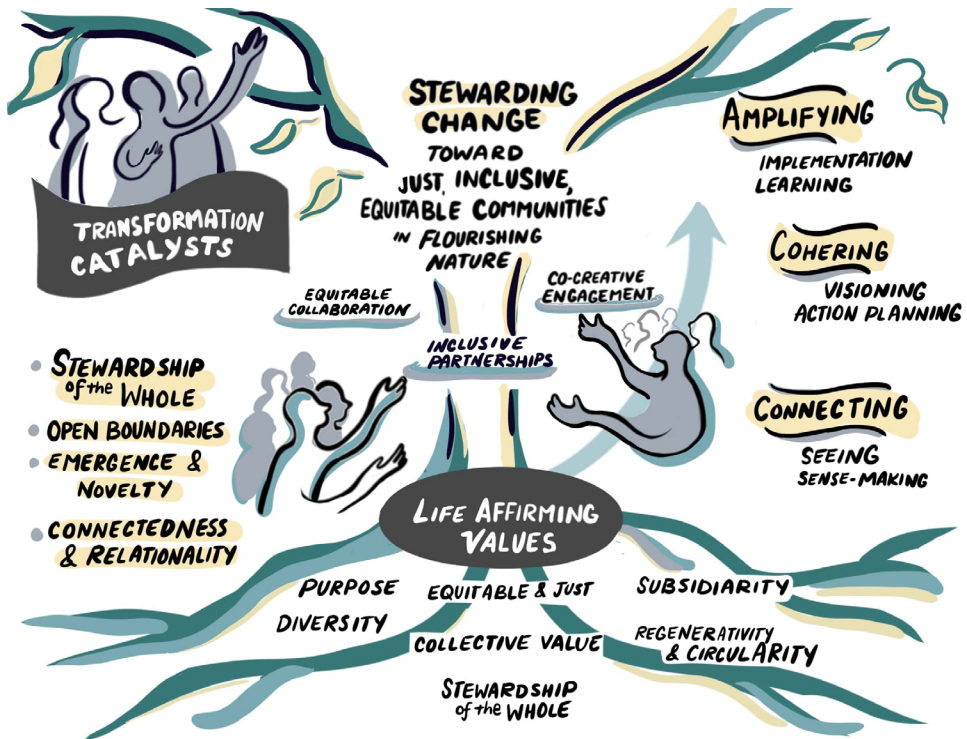 TRANSFORMATION
CATALYSTS
STEWARDING
CHANGE
TOWARD
JUST, INCLUSIVE,
EQUITABLE COMMUNITIES
IN FLOURISHING
NATURE
AMPLIFYING
IMPLEMENTATION
LEARNING
COHERING
VISIONING
ACTION PLANNING
CONNECTING
SEEING
SENSE-MAKING
EQUITABLE
COLLABORATION
CO-CREATIVE
ENGAGEMENT
INCLUSIVE
PARTNERSHIPS
STEWARDSHIP
of the WHOLE
OPEN BOUNDARIES
EMERGENCE &
NOVELTY
CONNECTEDNESS
& RELATIONALITY
LIFE AFFIRMING
VALUES
PURPOSE
DIVERSITY
EQUITABLE & JUST
COLLECTIVE VALUE
STEWARDSHIP
of the WHOLE
SUBSIDIARITY
REGENERATIVITY
& CIRCULARITY